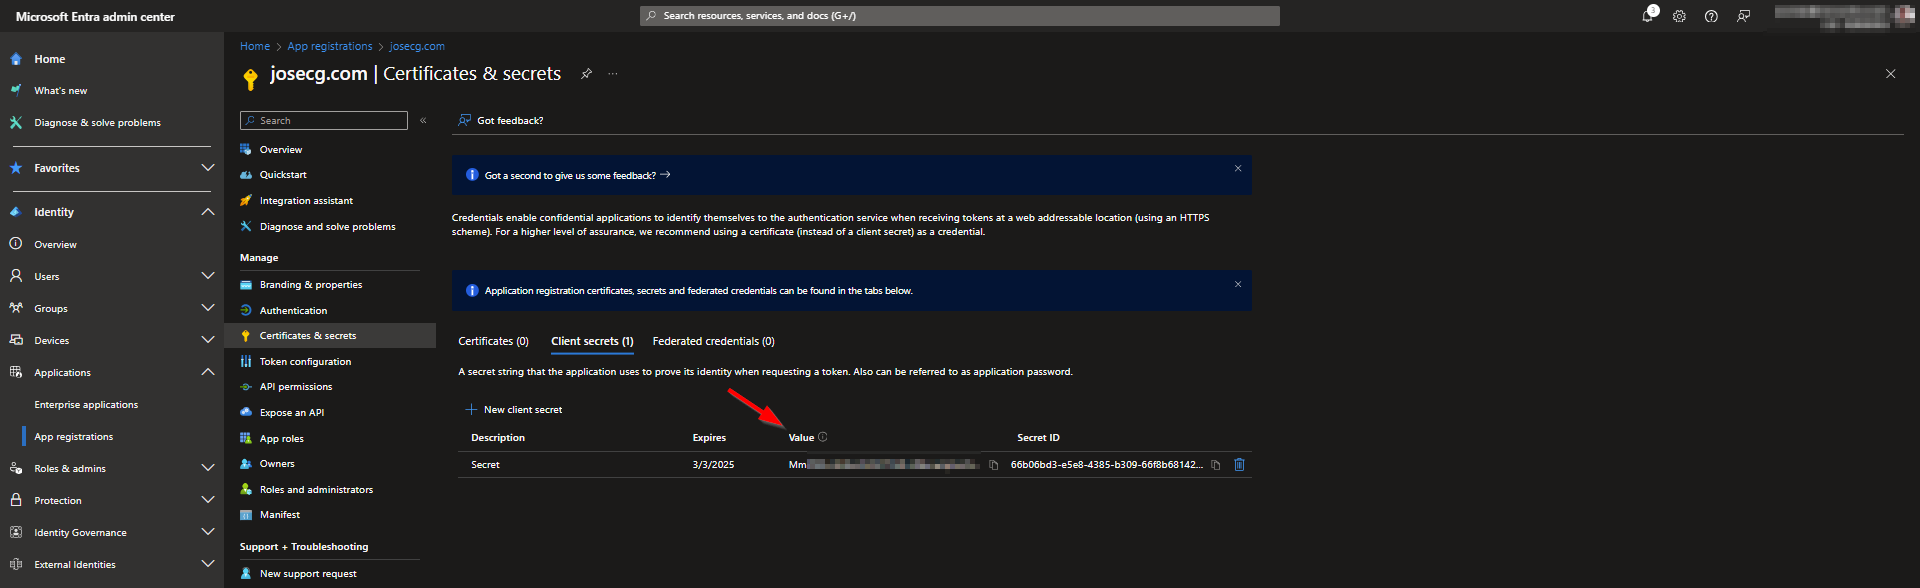 Microsoft Entra admin center
Search resources, services, and docs (G+/)
3
Home
What's new
Diagnose & solve problems
Favorites
Identity
Overview
Users
Groups
Devices
Applications
Enterprise applications
App registrations
Roles & admins
Protection
Identity Governance
External Identities
Home > App registrations > josecg.com
josecg.com | Certificates & secrets
Search
Overview
Quickstart
Integration assistant
Diagnose and solve problems
Manage
Branding & properties
Authentication
Certificates & secrets
Token configuration
API permissions
Expose an API
App roles
Owners
Roles and administrators
Manifest
Support + Troubleshooting
New support request
Got feedback?
Got a second to give us some feedback? →
Credentials enable confidential applications to identify themselves to the authentication service when receiving tokens at a web addressable location (using an HTTPS
scheme). For a higher level of assurance, we recommend using a certificate (instead of a client secret) as a credential.
Application registration certificates, secrets and federated credentials can be found in the tabs below.
Certificates (0) Client secrets (1) Federated credentials (0)
A secret string that the application uses to prove its identity when requesting a token. Also can be referred to as application password.
New client secret
Description Expires Value Secret ID
Secret 3/3/2025 Mm 66b06bd3-e5e8-4385-b309-66f8b68142...